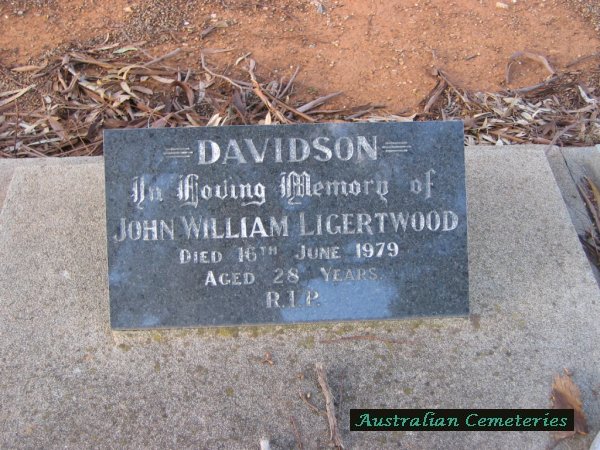 DAVIDSON
In Loving Memory of
JOHN WILLIAM LIGERTWOOD
DIED 16TH JUNE 1979
AGED 28 YEARS
R.I.P.
Australian Cemeteries